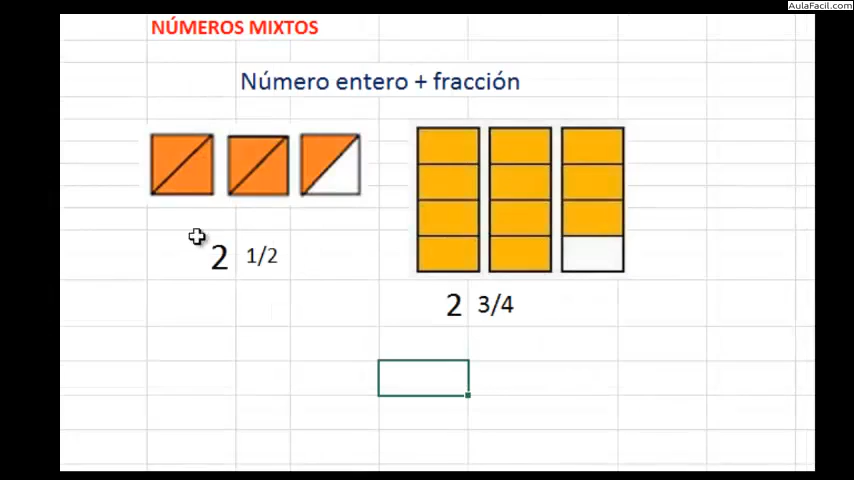 AulaFacil.com
NÚMEROS MIXTOS
Número entero + fracción
2 1/2
2 3/4